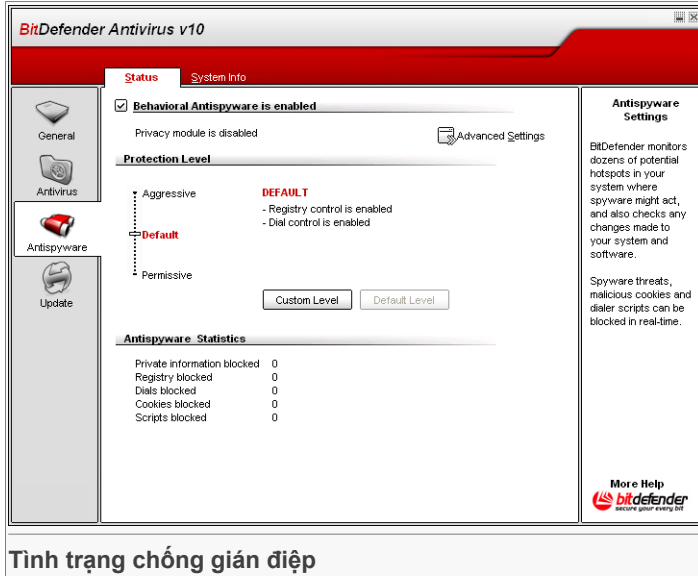 BitDefender Antivirus v10
Status
System Info
General
Antivirus
Antispyware
Update
Behavioral Antispyware is enabled
Privacy module is disabled
Advanced Settings
Protection Level
Aggressive
Default
Permissive
DEFAULT
- Registry control is enabled
- Dial control is enabled
Custom Level
Default Level
Antispyware Statistics
Private information blocked 0
Registry blocked 0
Dials blocked 0
Cookies blocked 0
Scripts blocked 0
Antispyware
Settings
BitDefender monitors
dozens of potential
hotspots in your
system where
spyware might act,
and also checks any
changes made to
your system and
software.
Spyware threats,
malicious cookies and
dialer scripts can be
blocked in real-time.
More Help
bitdefender
secure your every bit
Tình trạng chống gián điệp